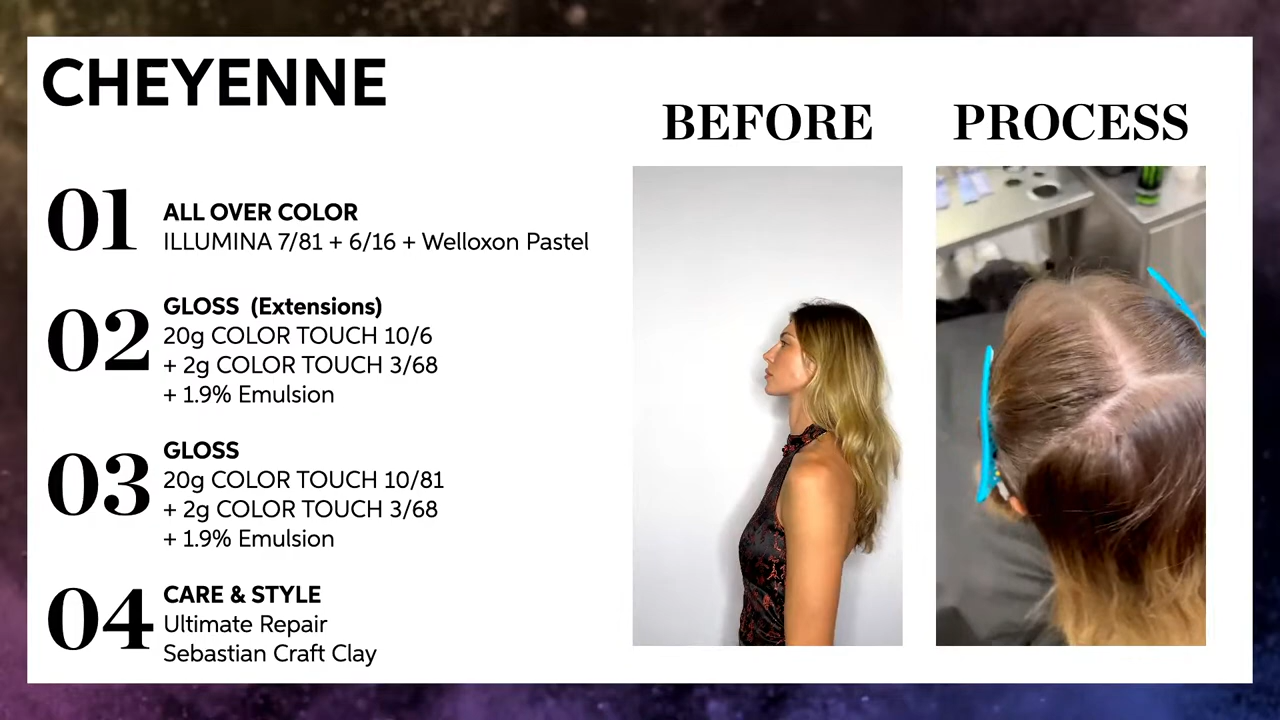 CHEYENNE
BEFORE
PROCESS
01
ALL OVER COLOR
ILLUMINA 7/81 + 6/16 + Welloxon Pastel
02
GLOSS (Extensions)
20g COLOR TOUCH 10/6
+ 2g COLOR TOUCH 3/68
+ 1.9% Emulsion
03
GLOSS
20g COLOR TOUCH 10/81
+ 2g COLOR TOUCH 3/68
+ 1.9% Emulsion
04
CARE & STYLE
Ultimate Repair
Sebastian Craft Clay